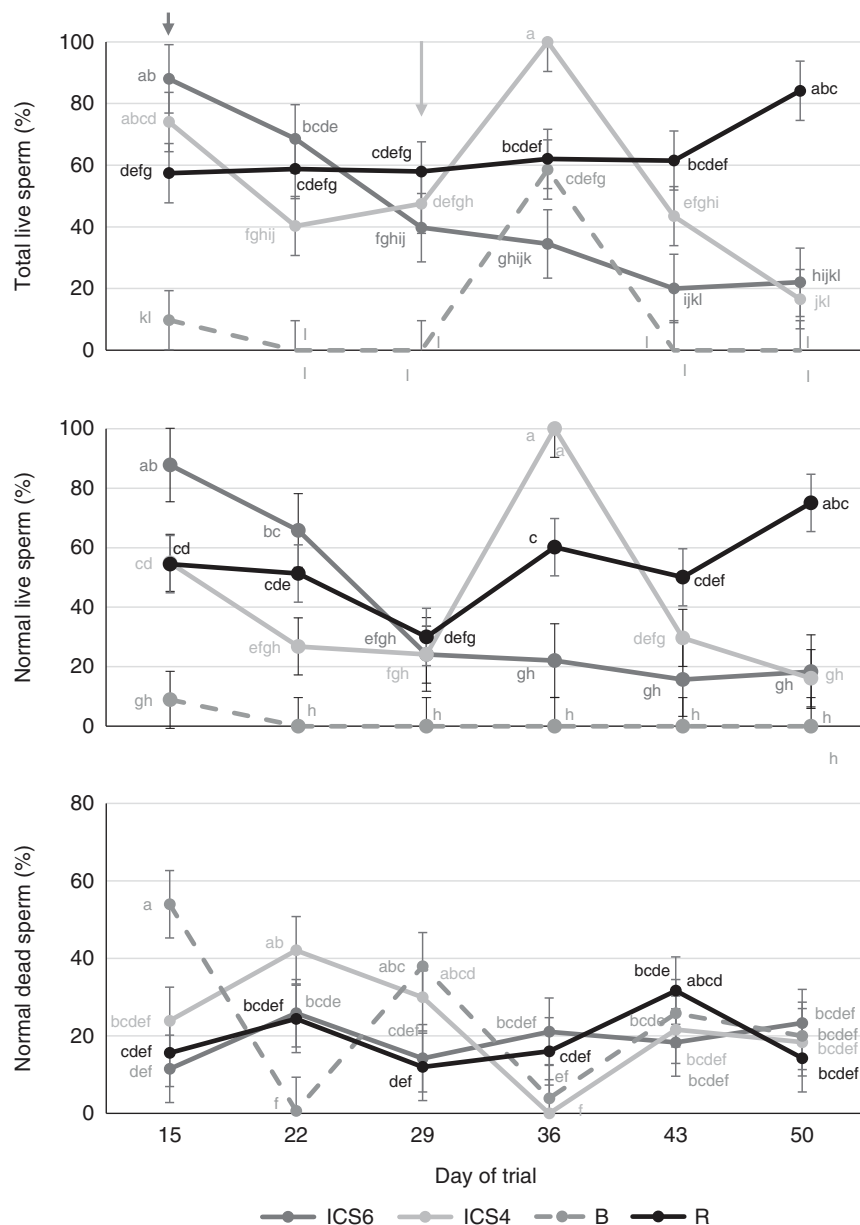 Total live sperm (%)
100
80
60
40
20
0
ab
abcd
defg
kl
bcde
cdefg
fghij
l
l
cdefg
defgh
fghij
l
l
a
bcdef
cdefg
ghijk
bcdef
efghi
ijkl
l
l
abc
hijkl
jkl
l
l
Normal live sperm (%)
100
80
60
40
20
0
ab
cd
cd
gh
bc
cde
efgh
h
efgh
defg
fgh
h
a
a
c
gh
h
cdef
defg
gh
h
abc
gh
gh
h
h
Normal dead sperm (%)
80
60
40
20
0
a
bcdef
cdef
def
ab
bcdef
bcde
f
abc
abcd
cdef
def
bcdef
cdef
ef
f
bcde
abcd
bcde
bcdef
bcdef
bcdef
bcdef
bcdef
bcdef
15 22 29 36 43 50
Day of trial
ICS6 ICS4 B R